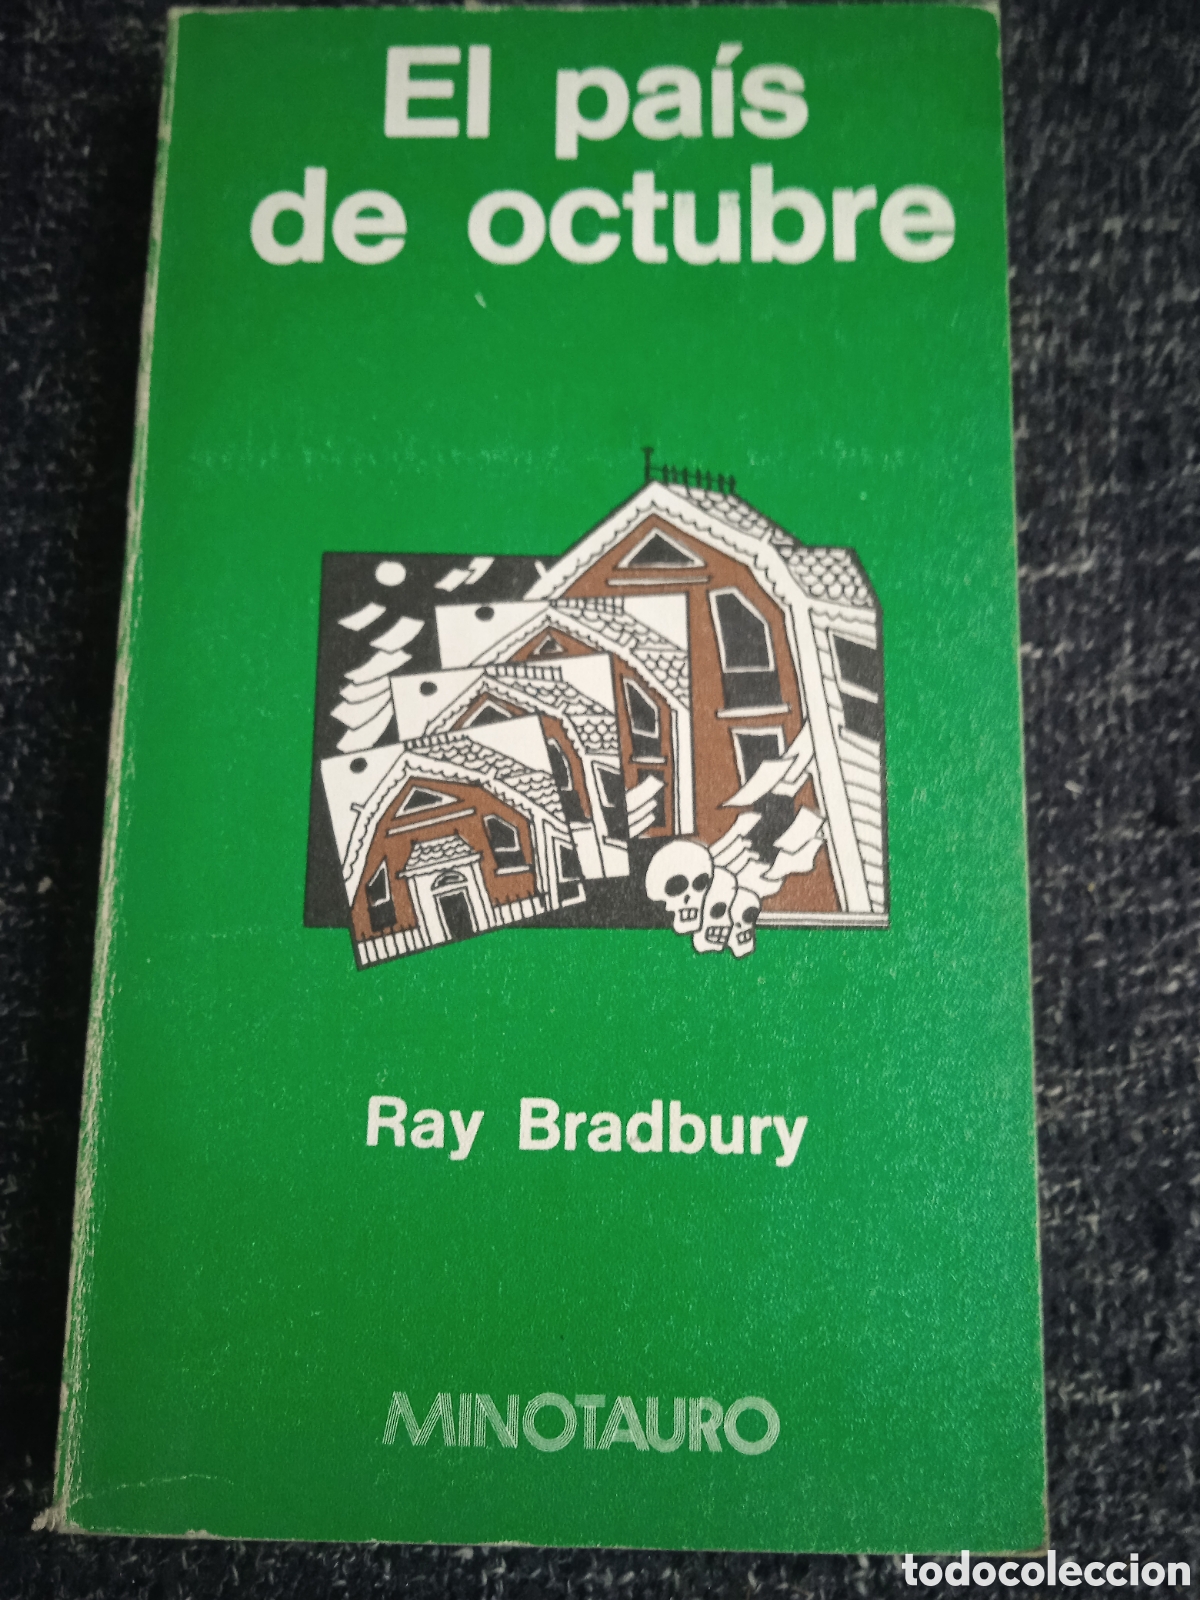 El país
de octubre
Ray Bradbury
MINOTAURO
todocoleccion